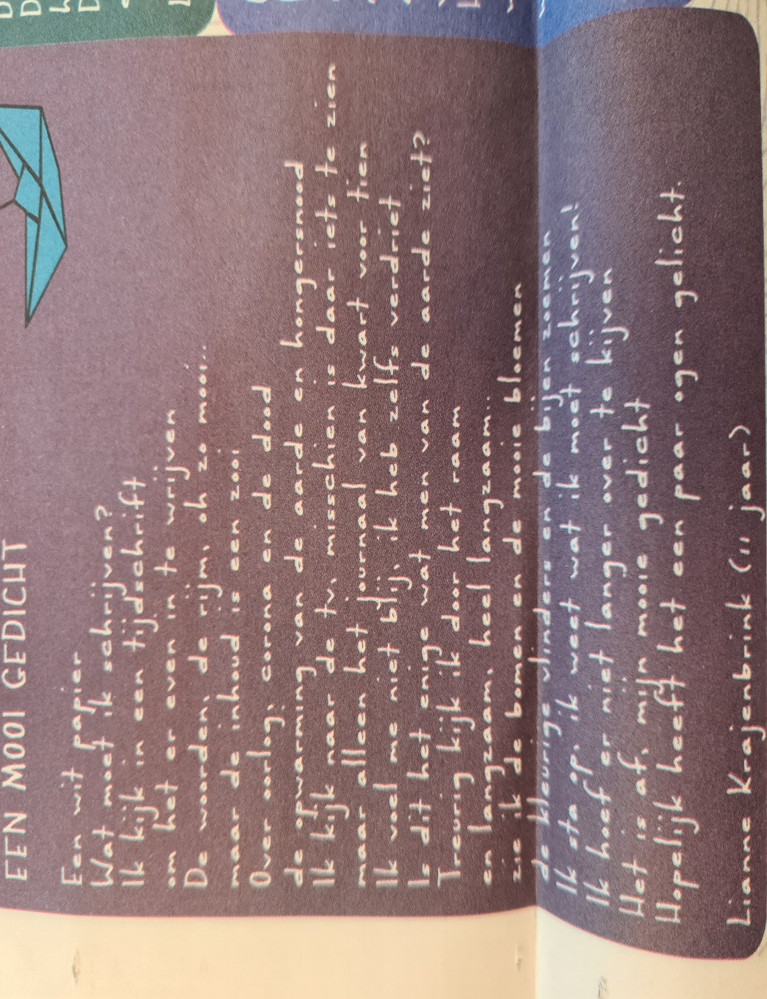 EEN MOOI GEDICHT
Een wit papier
Wat moet ik schrijven?
Ik kijk in een tijdschrift
om het er even in te wrijven
De woorden, de rijm, oh zo mooi..
maar de inhoud is een zooi
Over oorlog, corona en de dood
de opwarming van de aarde en hongersnood
Ik kijk naar de tv, misschien is daar iets te zien
maar alleen het journaal van kwart voor tien
Ik voel me niet blij, ik heb zelfs verdriet
Is dit het enige wat men van de aarde ziet?
Treurig kijk ik door het raam
en langzaam, heel langzaam..
zie ik de bomen en de mooie bloemen
de kleurige vlinders en de bijen zoemen
Ik sta op, ik weet wat ik moet schrijven!
Ik hoef er niet langer over te kijven
Het is af, mijn mooie gedicht
Hopelijk heeft het een paar ogen gelicht.
Lianne Krajenbrink (11 jaar)